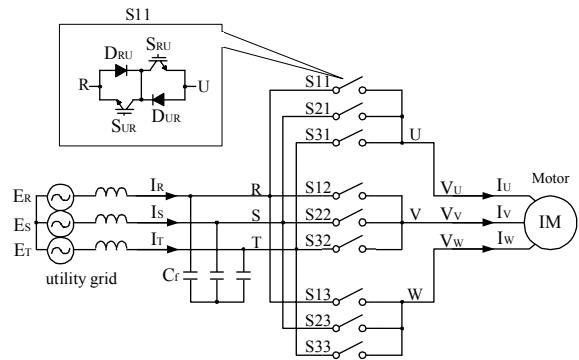 S11
DRU
SRU
R
U
SUR
DUR
S11
S21
S31
U
ER
ES
ET
IR
IS
IT
R
S
T
S12
S22
S32
V
VU
VV
VW
IU
IV
IW
Motor
IM
utility grid
Cf
S13
S23
S33
W